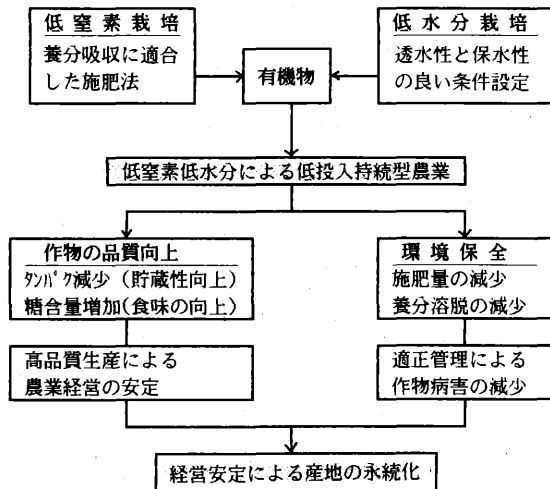 低窒素栽培
養分吸収に適合
した施肥法
有機物
低水分栽培
透水性と保水性
の良い条件設定
低窒素低水分による低投入持続型農業
作物の品質向上
ﾀﾝﾊﾟｸ減少（貯蔵性向上）
糖含量増加(食味の向上)
環境保全
施肥量の減少
養分溶脱の減少
高品質生産による
農業経営の安定
適正管理による
作物病害の減少
経営安定による産地の永続化